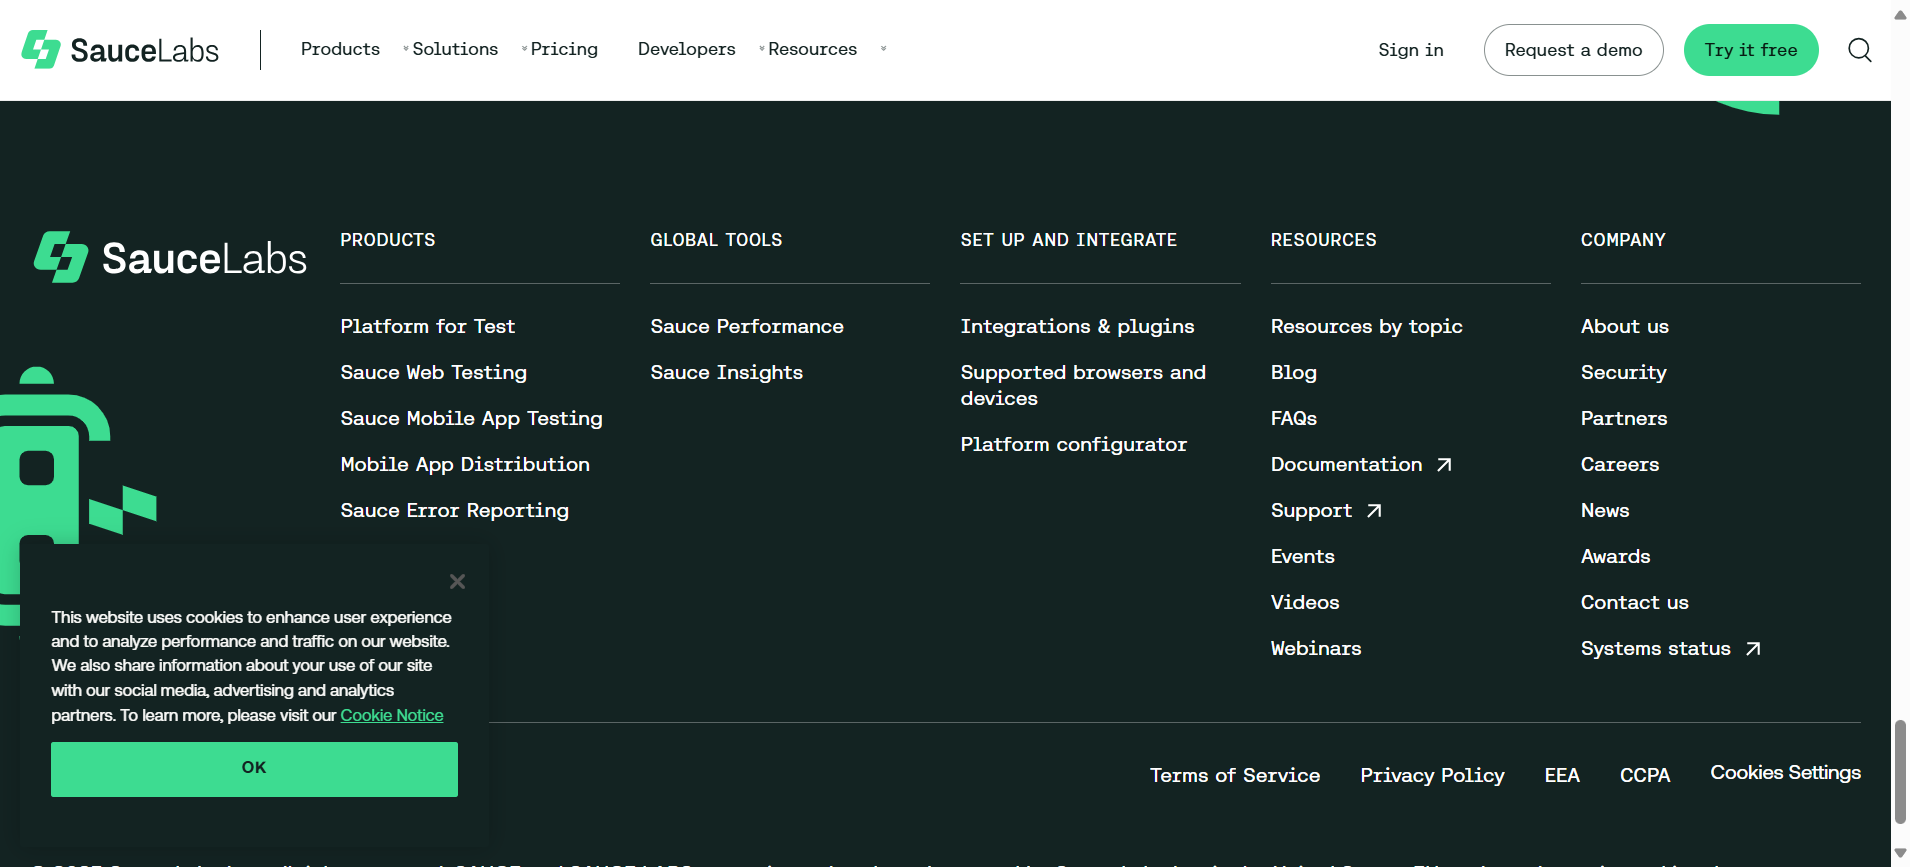 SauceLabs
Products Solutions Pricing Developers Resources
Sign in Request a demo Try it free
SauceLabs
PRODUCTS
Platform for Test
Sauce Web Testing
Sauce Mobile App Testing
Mobile App Distribution
Sauce Error Reporting
GLOBAL TOOLS
Sauce Performance
Sauce Insights
SET UP AND INTEGRATE
Integrations & plugins
Supported browsers and
devices
Platform configurator
RESOURCES
Resources by topic
Blog
FAQs
Documentation
Support
Events
Videos
Webinars
COMPANY
About us
Security
Partners
Careers
News
Awards
Contact us
Systems status
This website uses cookies to enhance user experience
and to analyze performance and traffic on our website.
We also share information about your use of our site
with our social media, advertising and analytics
partners. To learn more, please visit our Cookie Notice
OK
Terms of Service Privacy Policy EEA CCPA Cookies Settings